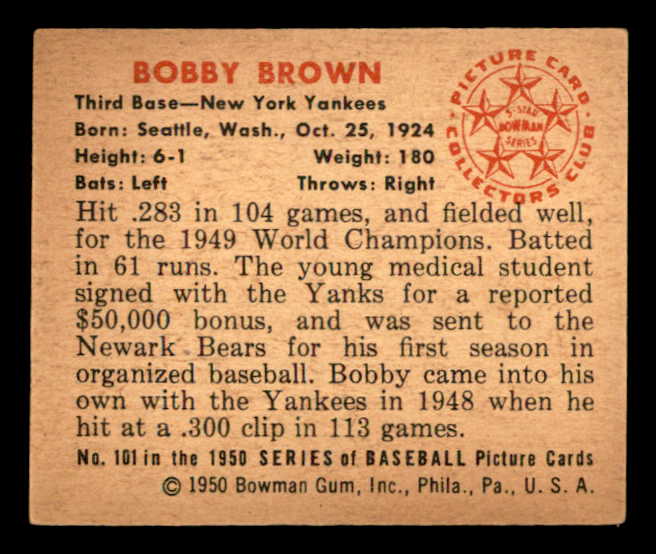 BOBBY BROWN
Third Base—New York Yankees
Born: Seattle, Wash., Oct. 25, 1924
Height: 6-1 Weight: 180
Bats: Left Throws: Right
PICTURE CARD
COLLECTORS CLUB
5-STAR
BOWMAN
SERIES
Hit .283 in 104 games, and fielded well,
for the 1949 World Champions. Batted
in 61 runs. The young medical student
signed with the Yanks for a reported
$50,000 bonus, and was sent to the
Newark Bears for his first season in
organized baseball. Bobby came into his
own with the Yankees in 1948 when he
hit at a .300 clip in 113 games.
No. 101 in the 1950 SERIES of BASEBALL Picture Cards
© 1950 Bowman Gum, Inc., Phila., Pa., U. S. A.